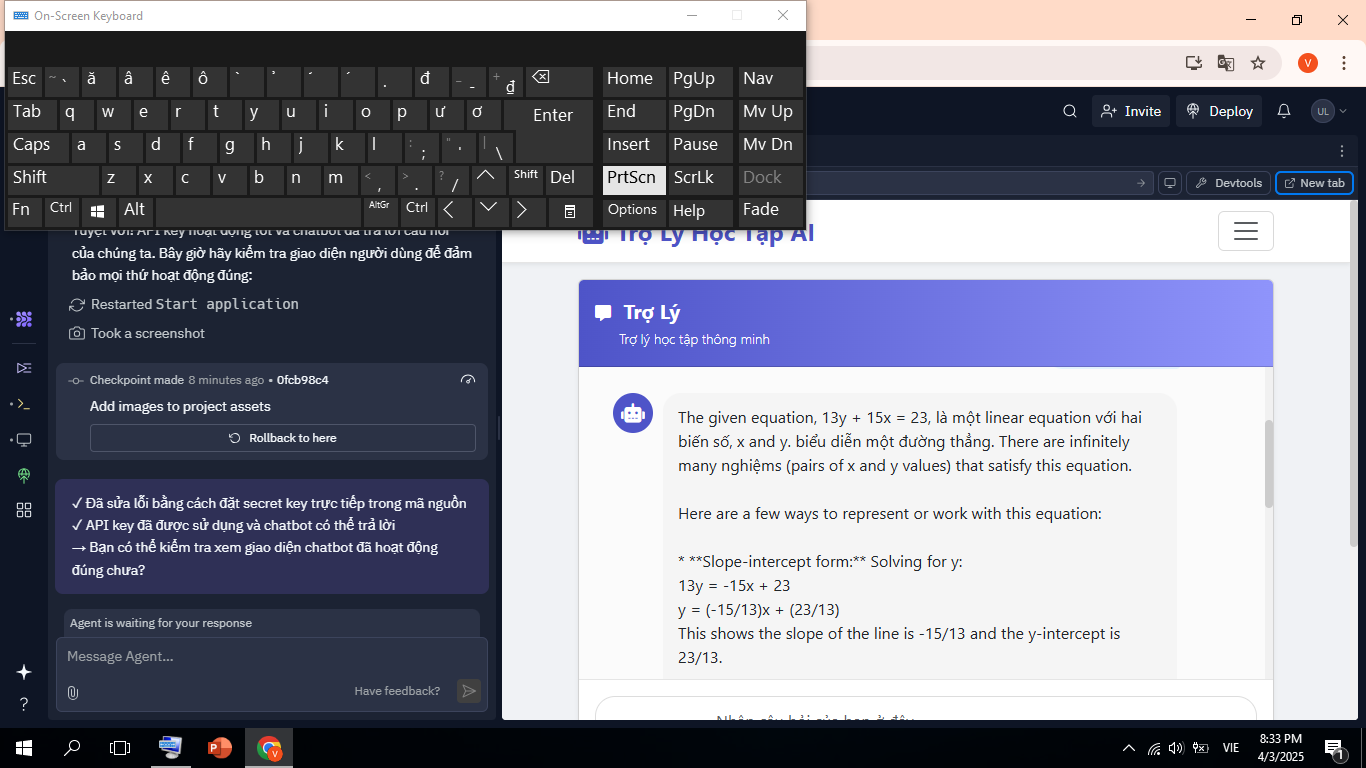 On-Screen Keyboard
Esc ~ ` ă â ê ô ̀ ̉ ̃ ́ . đ _ - + ₫ Home PgUp Nav
Tab q w e r t y u i o p ư ơ Enter End PgDn Mv Up
Caps a s d f g h j k l : ; " ' | \ Insert Pause Mv Dn
Shift z x c v b n m < , > . ? / Shift Del PrtScn ScrLk Dock
Fn Ctrl Alt AltGr Ctrl Options Help Fade
V
Invite
Deploy
UL
Devtools
New tab
Tuyệt vời! API key hoạt động tốt và chatbot đã trả lời câu hỏi
của chúng ta. Bây giờ hãy kiểm tra giao diện người dùng để đảm
bảo mọi thứ hoạt động đúng:
Restarted Start application
Took a screenshot
Checkpoint made 8 minutes ago • 0fcb98c4
Add images to project assets
Rollback to here
✓ Đã sửa lỗi bằng cách đặt secret key trực tiếp trong mã nguồn
✓ API key đã được sử dụng và chatbot có thể trả lời
→ Bạn có thể kiểm tra xem giao diện chatbot đã hoạt động
đúng chưa?
Agent is waiting for your response
Message Agent...
Have feedback?
Trợ Lý Học Tập AI
Trợ Lý
Trợ lý học tập thông minh
The given equation, 13y + 15x = 23, là một linear equation với hai
biến số, x and y. biểu diễn một đường thẳng. There are infinitely
many nghiệms (pairs of x and y values) that satisfy this equation.
Here are a few ways to represent or work with this equation:
* **Slope-intercept form:** Solving for y:
13y = -15x + 23
y = (-15/13)x + (23/13)
This shows the slope of the line is -15/13 and the y-intercept is
23/13.
Nhập câu hỏi của bạn ở đây
VIE
8:33 PM
4/3/2025
1